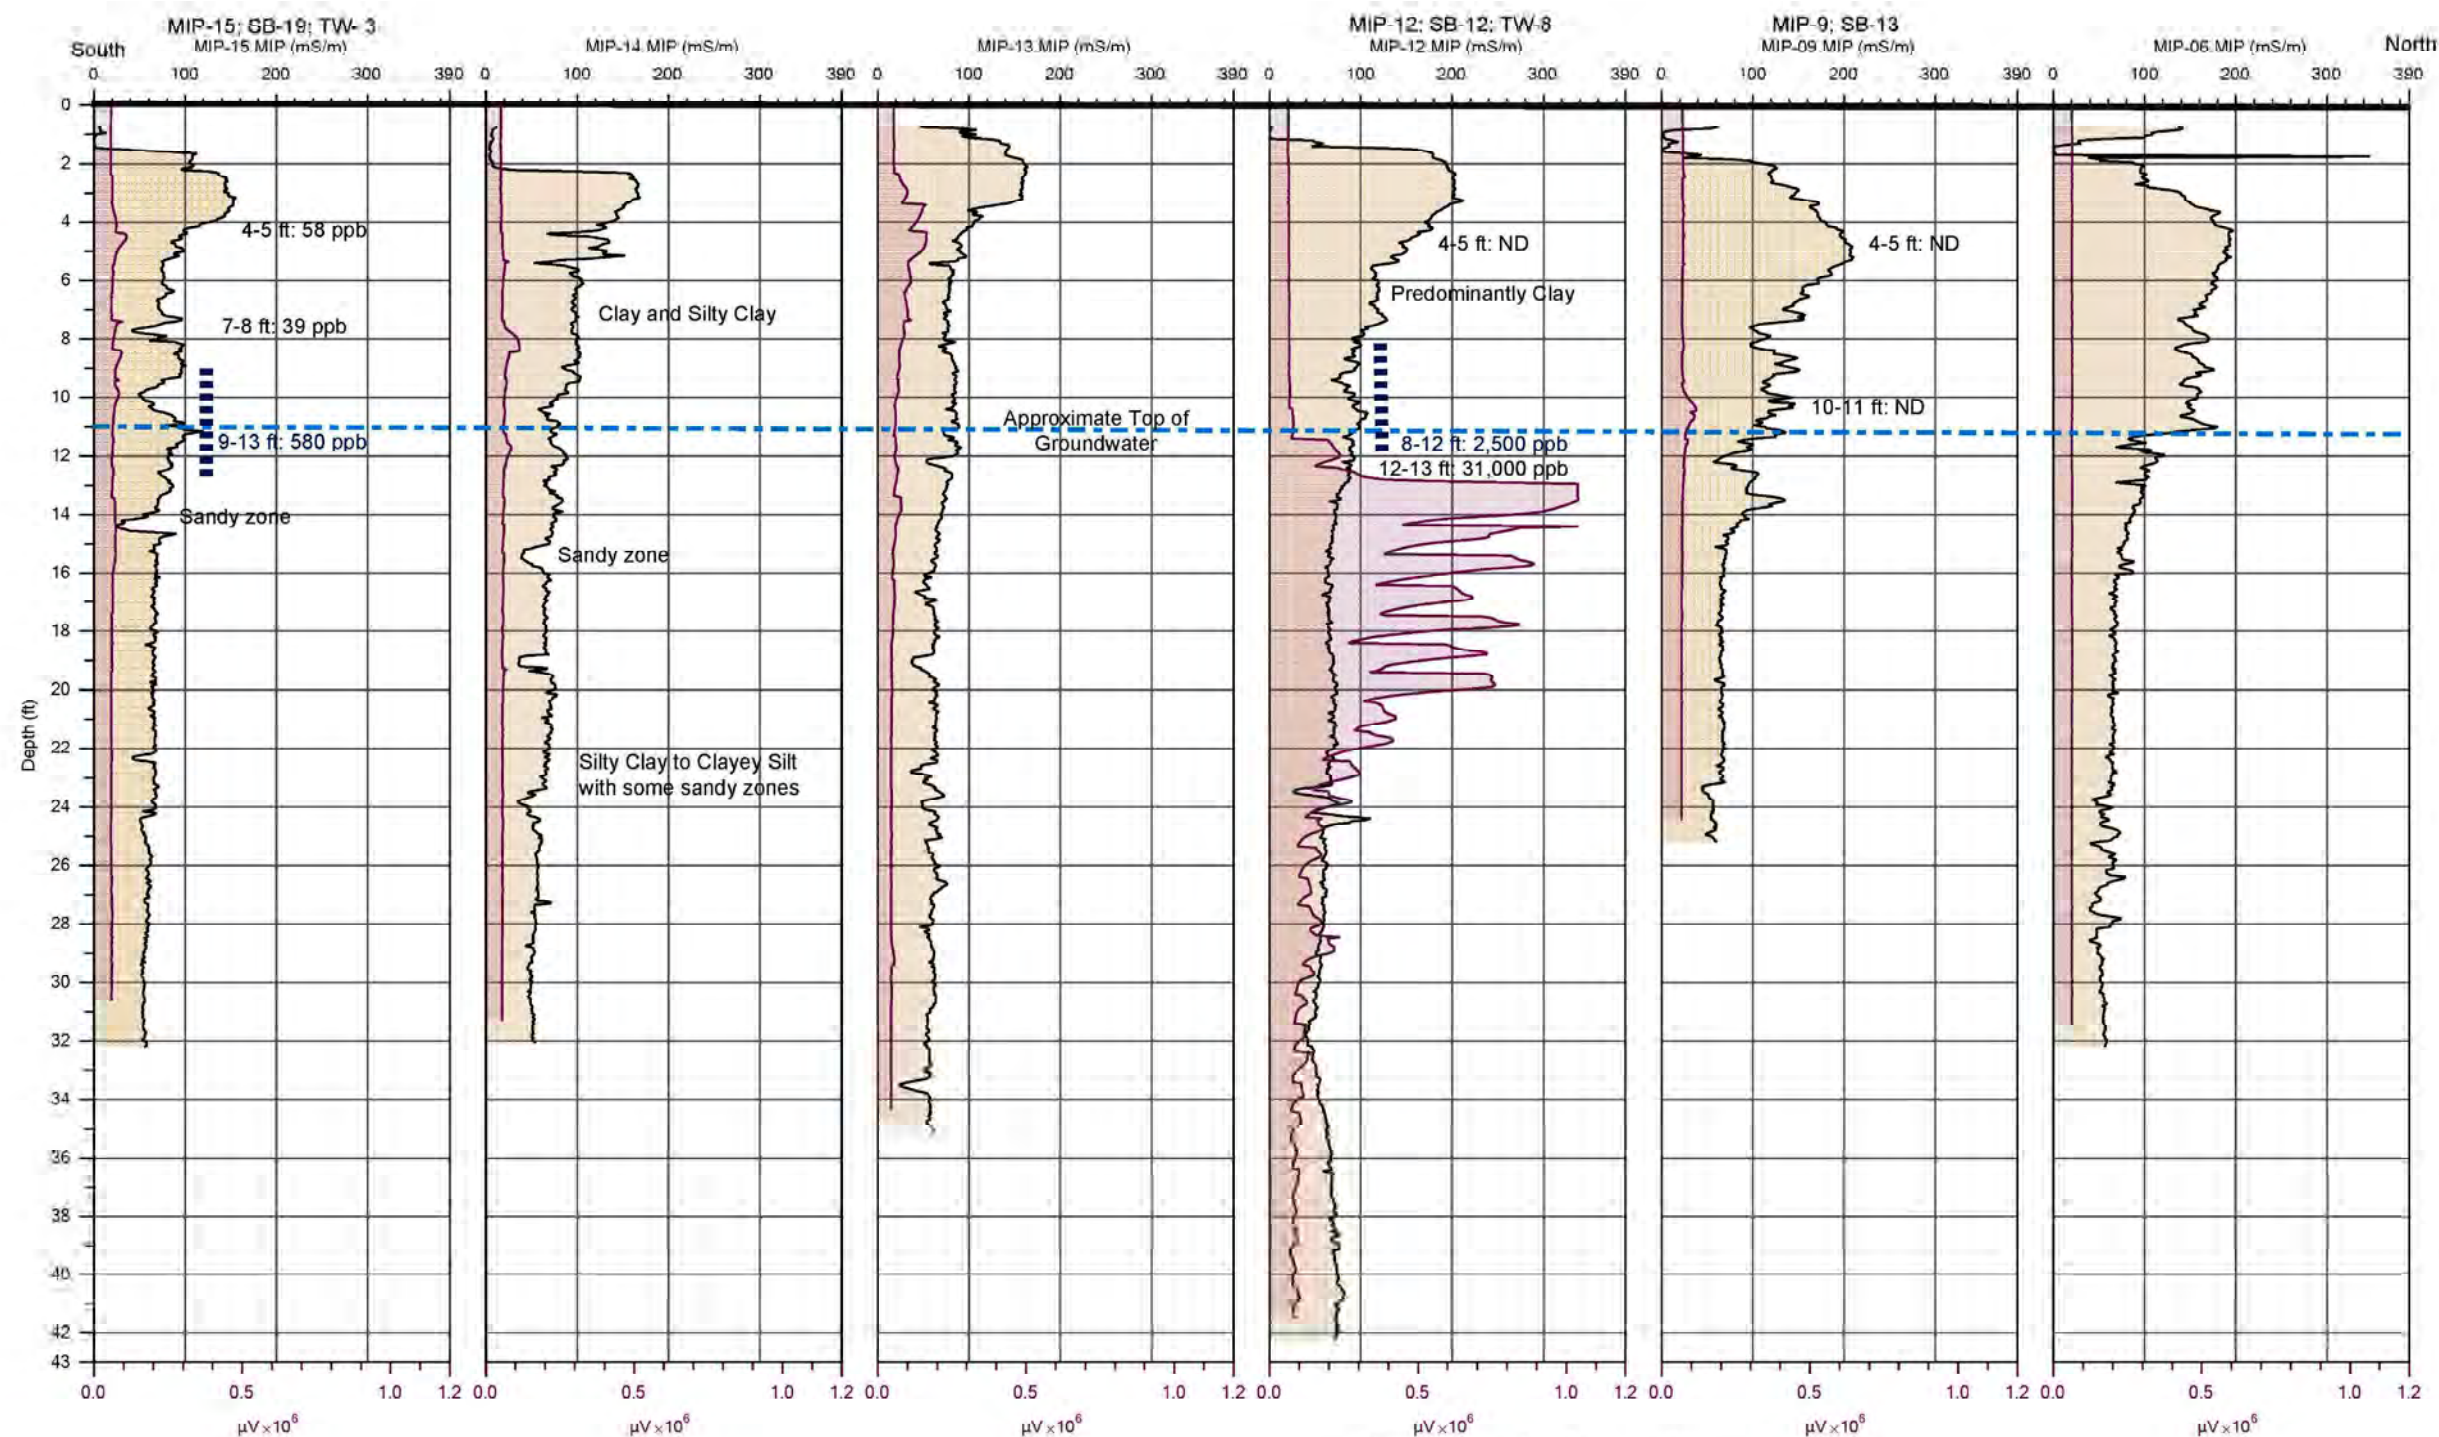 MIP-15; SB-19; TW- 3
MIP-12; SB-12; TW-8
MIP-9; SB-13
South
MIP-15.MIP (mS/m)
MIP-14.MIP (mS/m)
MIP-13.MIP (mS/m)
MIP-12.MIP (mS/m)
MIP-09.MIP (mS/m)
MIP-06.MIP (mS/m)
North
0 100 200 300 390
0 100 200 300 390
0 100 200 300 390
0 100 200 300 390
0 100 200 300 390
0 100 200 300 390
Depth (ft)
0
2
4
6
8
10
12
14
16
18
20
22
24
26
28
30
32
34
36
38
40
42
43
4-5 ft: 58 ppb
7-8 ft: 39 ppb
9-13 ft: 580 ppb
Sandy zone
Clay and Silty Clay
Sandy zone
Silty Clay to Clayey Silt
with some sandy zones
Approximate Top of
Groundwater
4-5 ft: ND
Predominantly Clay
8-12 ft: 2,500 ppb
12-13 ft: 31,000 ppb
4-5 ft: ND
10-11 ft: ND
0.0 0.5 1.0 1.2
0.0 0.5 1.0 1.2
0.0 0.5 1.0 1.2
0.0 0.5 1.0 1.2
0.0 0.5 1.0 1.2
0.0 0.5 1.0 1.2
µV×10⁶
µV×10⁶
µV×10⁶
µV×10⁶
µV×10⁶
µV×10⁶